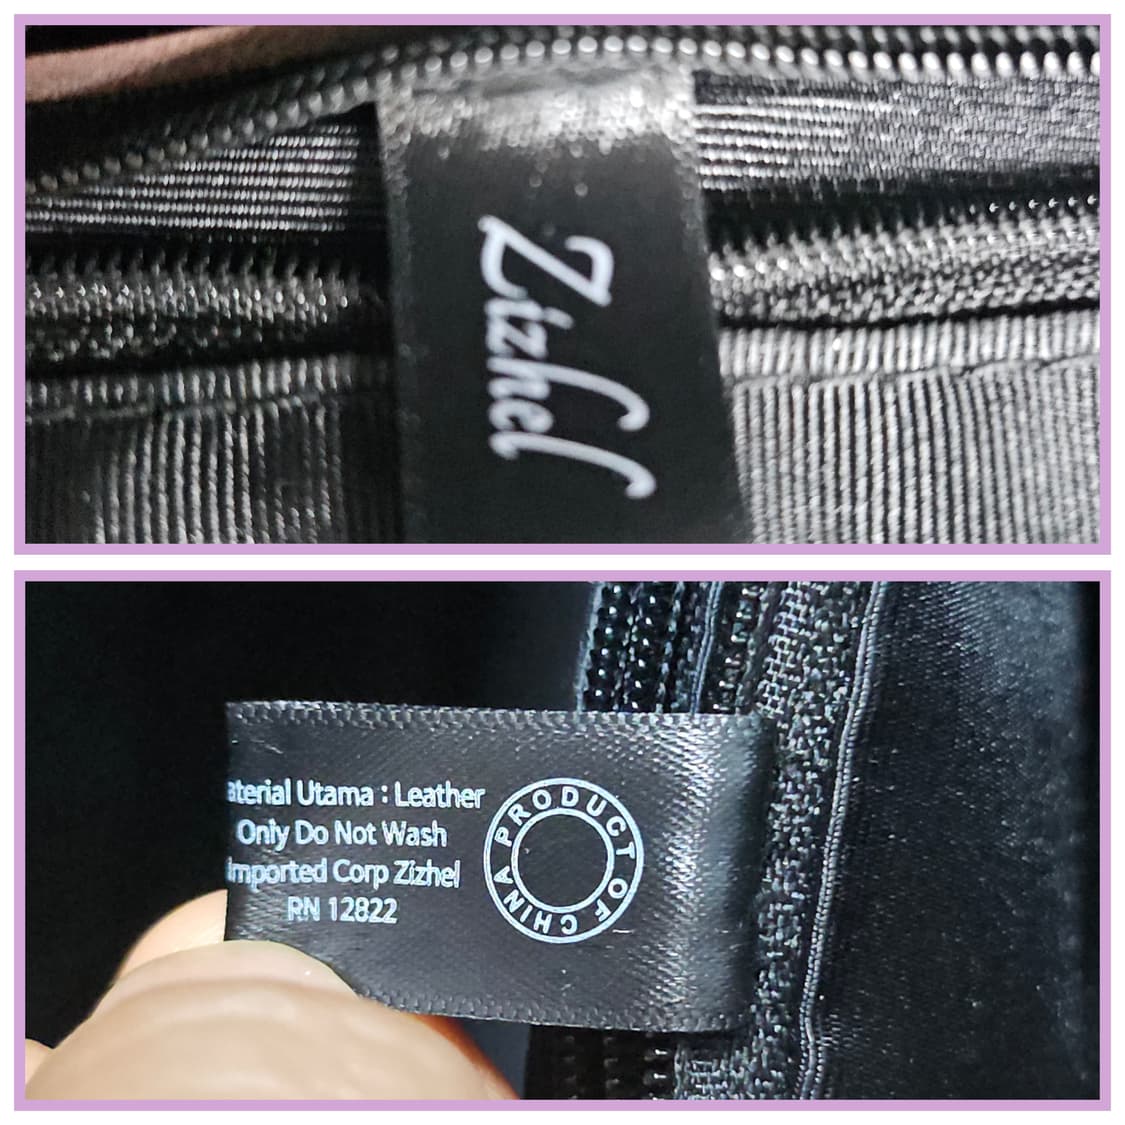 Zizhel
aterial Utama : Leather
Only Do Not Wash
Imported Corp Zizhel
RN 12822
PRODUCT OF CHINA